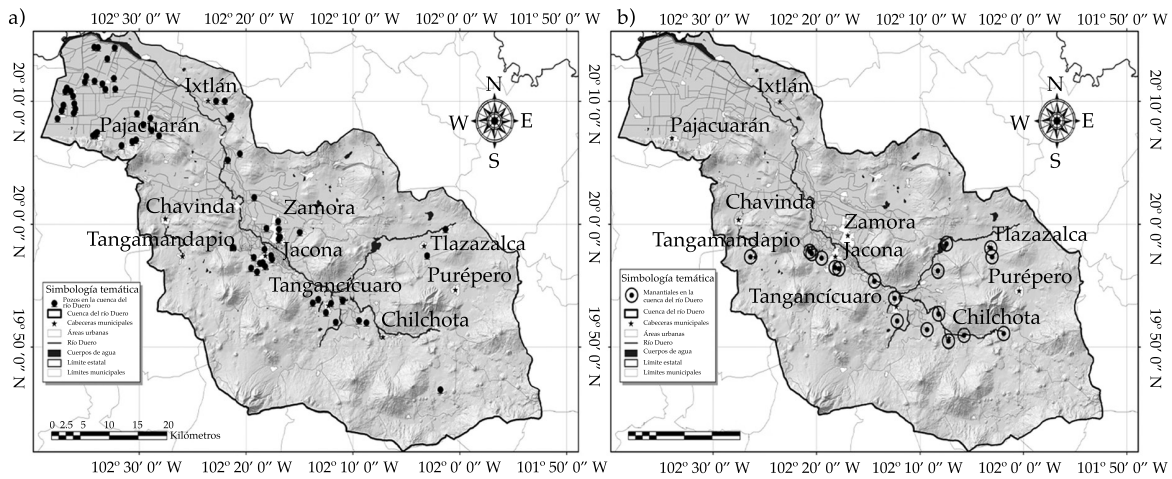 a)
102º 30' 0" W 102º 20' 0" W 102º 10' 0" W 102º 0' 0" W 101º 50' 0" W
20º 10' 0" N
20º 0' 0" N
19º 50' 0" N
N
W E
S
Ixtlán
Pajacuarán
Chavinda
Zamora
Tangamandapio
Jacona
Tlazazalca
Purépero
Tangancícuaro
Chilchota
Simbología temática
Pozos en la cuenca del
río Duero
Cuenca del río Duero
Cabeceras municipales
Áreas urbanas
Río Duero
Cuerpos de agua
Límite estatal
Límites municipales
0 2.5 5 10 15 20
Kilómetros
102º 30' 0" W 102º 20' 0" W 102º 10' 0" W 102º 0' 0" W 101º 50' 0" W
b)
102º 30' 0" W 102º 20' 0" W 102º 10' 0" W 102º 0' 0" W 101º 50' 0" W
20º 10' 0" N
20º 0' 0" N
19º 50' 0" N
N
W E
S
Ixtlán
Pajacuarán
Chavinda
Zamora
Tangamandapio
Jacona
Tlazazalca
Purépero
Tangancícuaro
Chilchota
Simbología temática
Manantiales en la
cuenca del río Duero
Cuenca del río Duero
Cabeceras municipales
Áreas urbanas
Río Duero
Cuerpos de agua
Límite estatal
Límites municipales
102º 30' 0" W 102º 20' 0" W 102º 10' 0" W 102º 0' 0" W 101º 50' 0" W